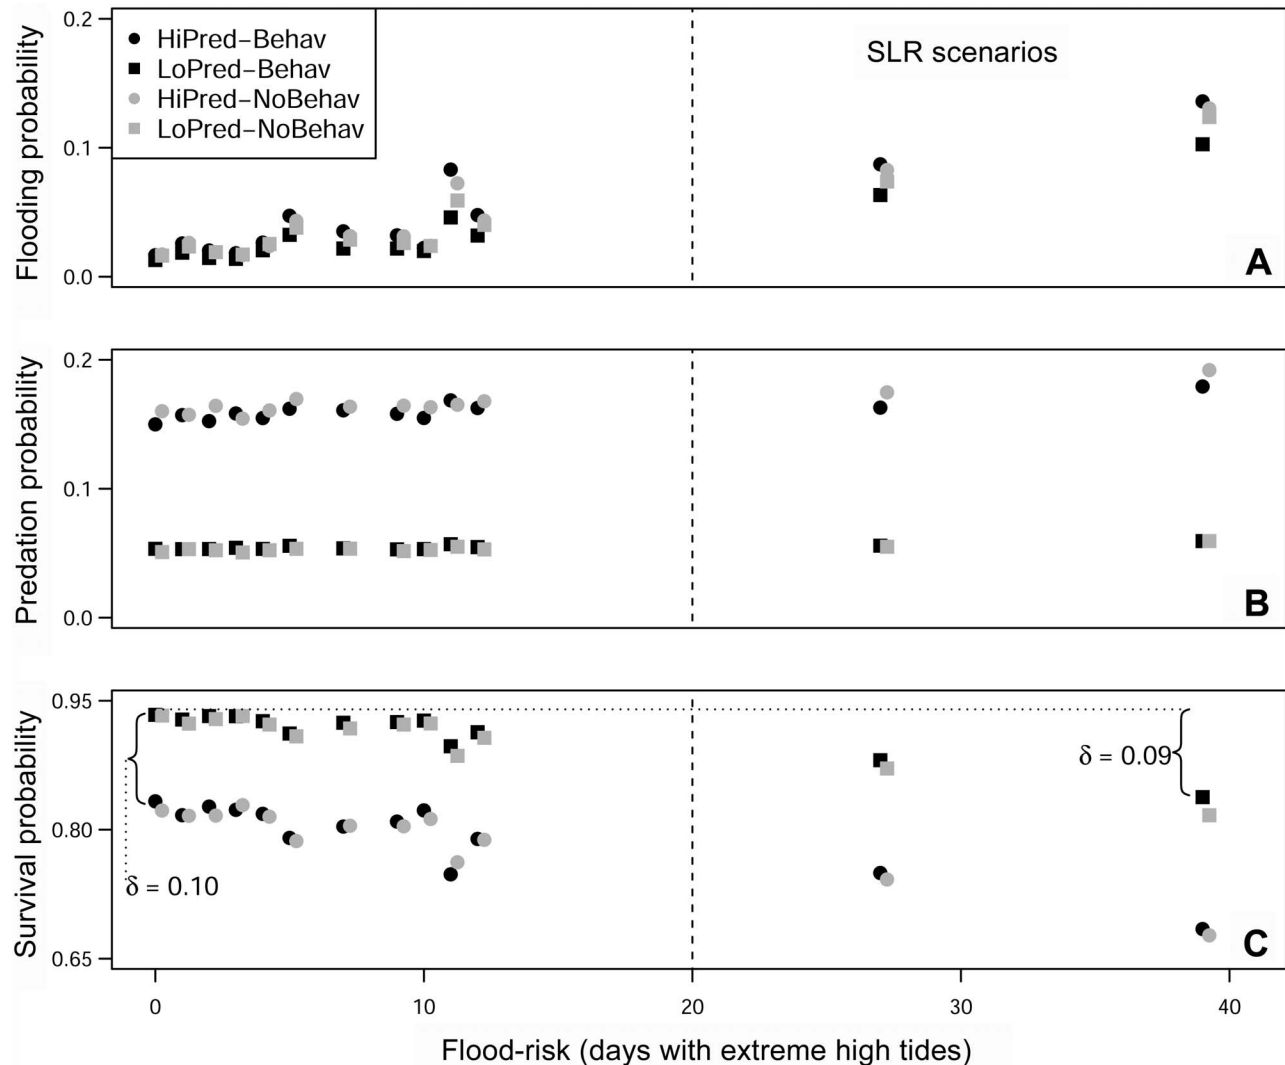 Flooding probability
0.2
0.1
0.0
HiPred–Behav
LoPred–Behav
HiPred–NoBehav
LoPred–NoBehav
SLR scenarios
A
Predation probability
0.2
0.1
0.0
B
Survival probability
0.95
0.80
0.65
δ = 0.10
δ = 0.09
C
0 10 20 30 40
Flood-risk (days with extreme high tides)